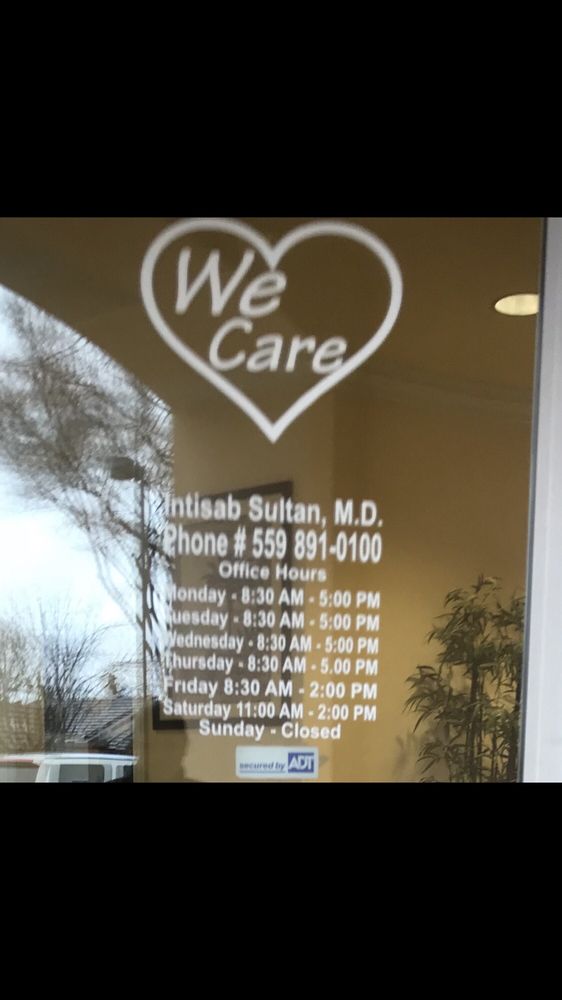 We
Care
Intisab Sultan, M.D.
Phone # 559 891-0100
Office Hours
Monday - 8:30 AM - 5:00 PM
Tuesday - 8:30 AM - 5:00 PM
Wednesday - 8:30 AM - 5:00 PM
Thursday - 8:30 AM - 5.00 PM
Friday 8:30 AM - 2:00 PM
Saturday 11:00 AM - 2:00 PM
Sunday - Closed
secured by ADT